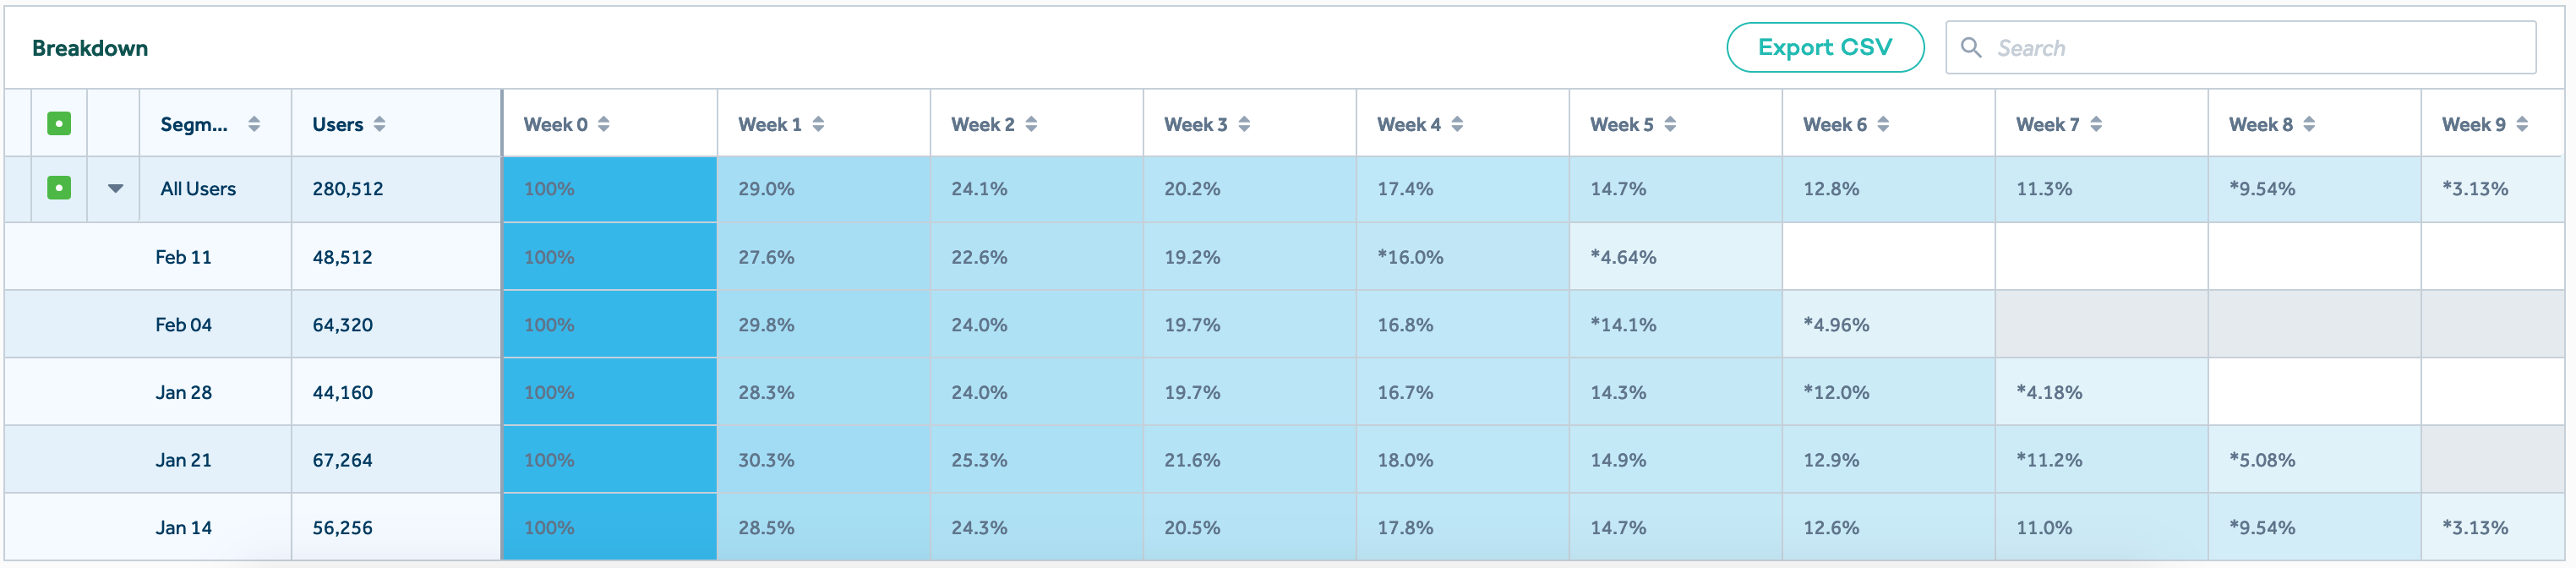 Breakdown
Export CSV
Search
Segm... Users Week 0 Week 1 Week 2 Week 3 Week 4 Week 5 Week 6 Week 7 Week 8 Week 9
All Users 280,512 100% 29.0% 24.1% 20.2% 17.4% 14.7% 12.8% 11.3% *9.54% *3.13%
Feb 11 48,512 100% 27.6% 22.6% 19.2% *16.0% *4.64%
Feb 04 64,320 100% 29.8% 24.0% 19.7% 16.8% *14.1% *4.96%
Jan 28 44,160 100% 28.3% 24.0% 19.7% 16.7% 14.3% *12.0% *4.18%
Jan 21 67,264 100% 30.3% 25.3% 21.6% 18.0% 14.9% 12.9% *11.2% *5.08%
Jan 14 56,256 100% 28.5% 24.3% 20.5% 17.8% 14.7% 12.6% 11.0% *9.54% *3.13%